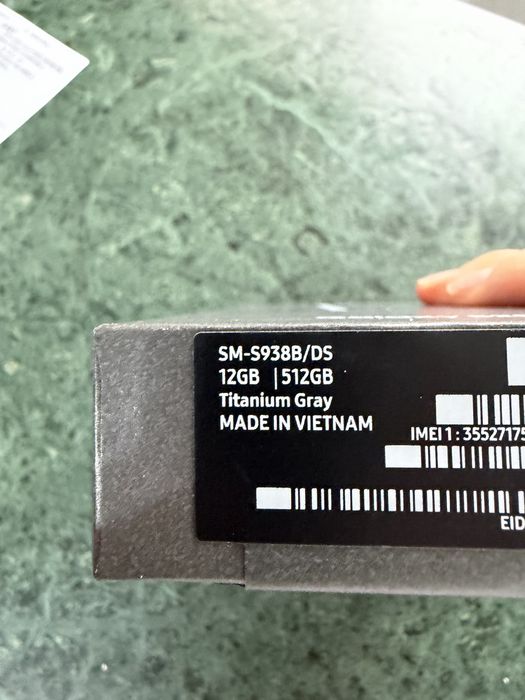 SM-S938B/DS
12GB | 512GB
Titanium Gray
MADE IN VIETNAM
IMEI 1 : 35527175
EID